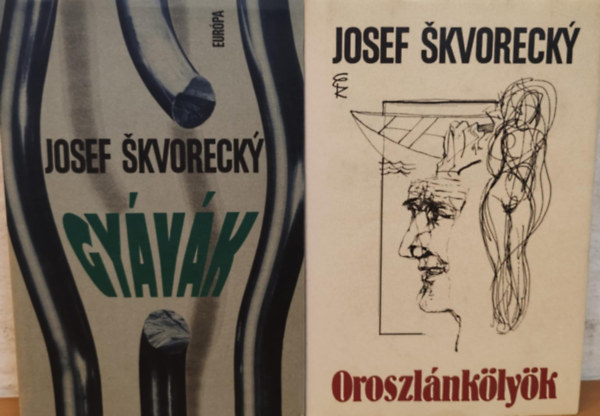 EURÓPA
JOSEF ŠKVORECKÝ
GYÁVÁK
JOSEF ŠKVORECKÝ
Oroszlánkölyök